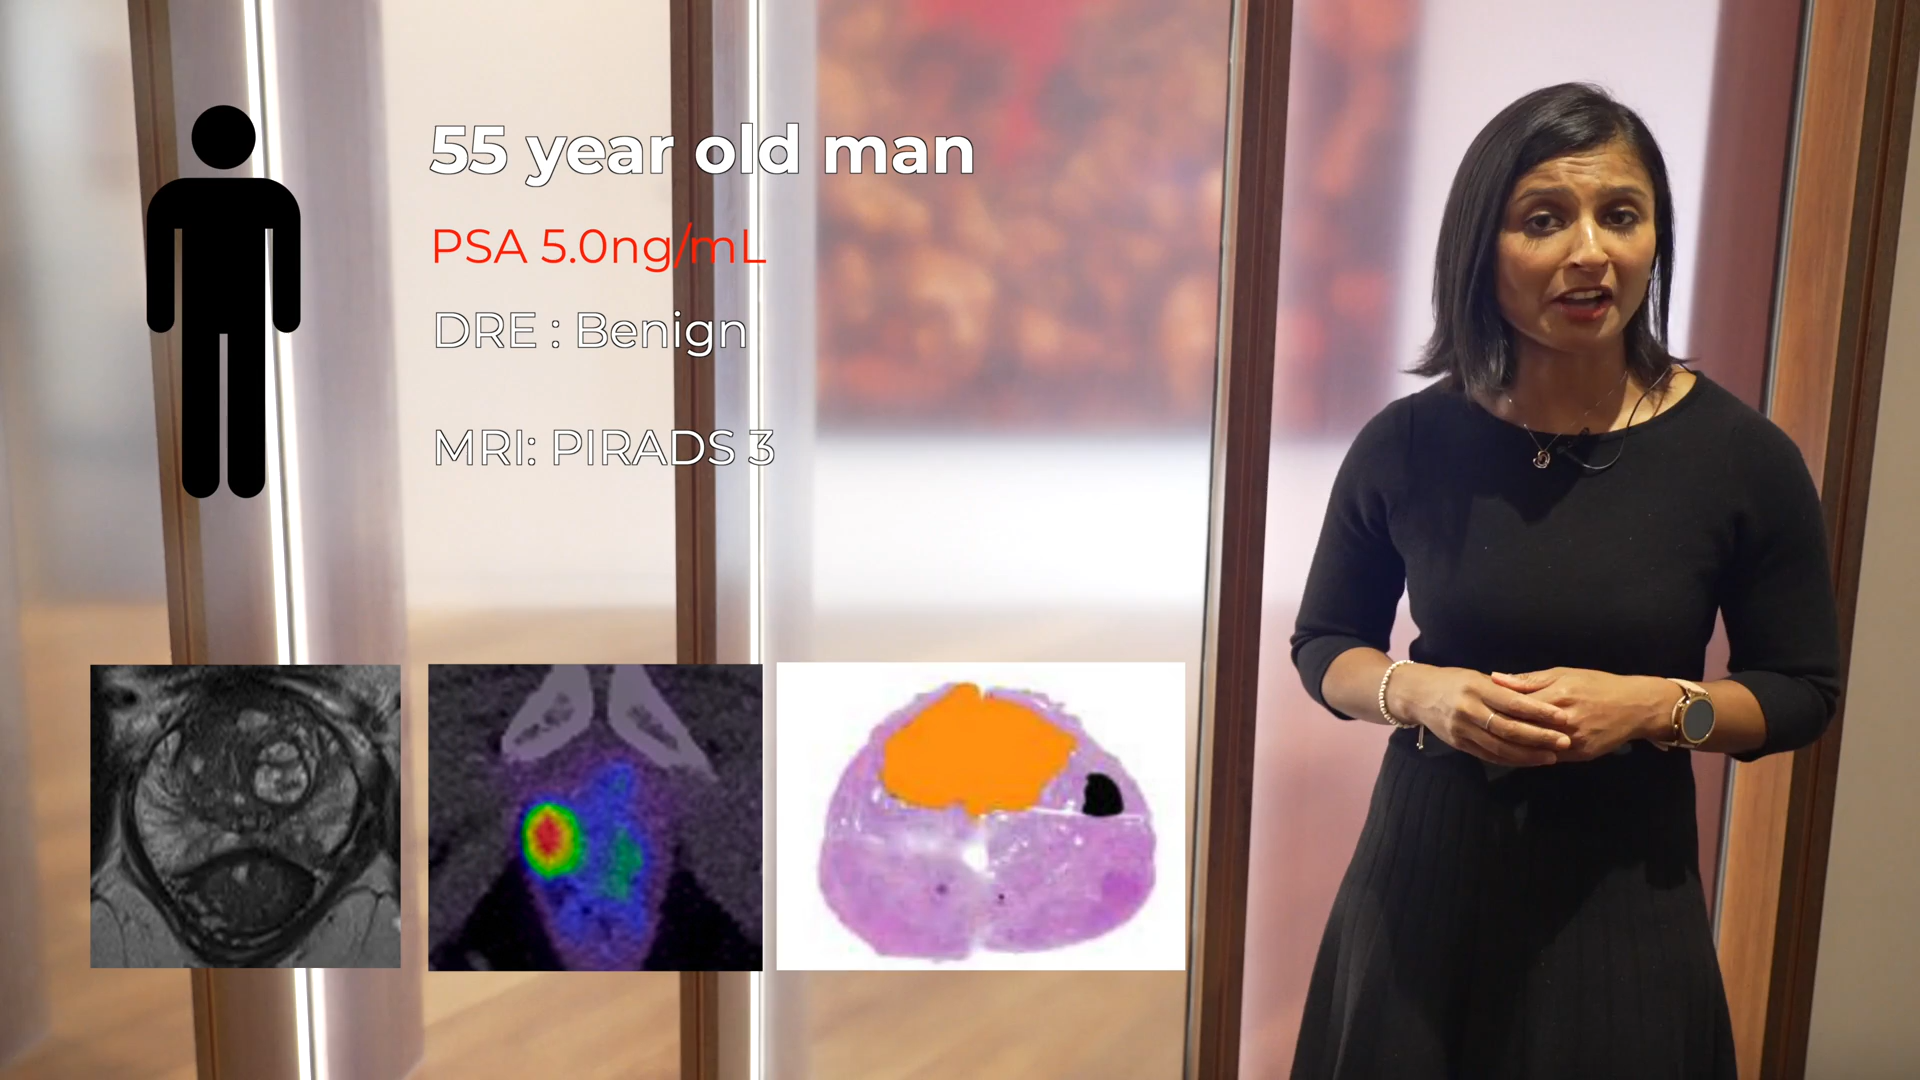 55 year old man
PSA 5.0ng/mL
DRE : Benign
MRI: PIRADS 3